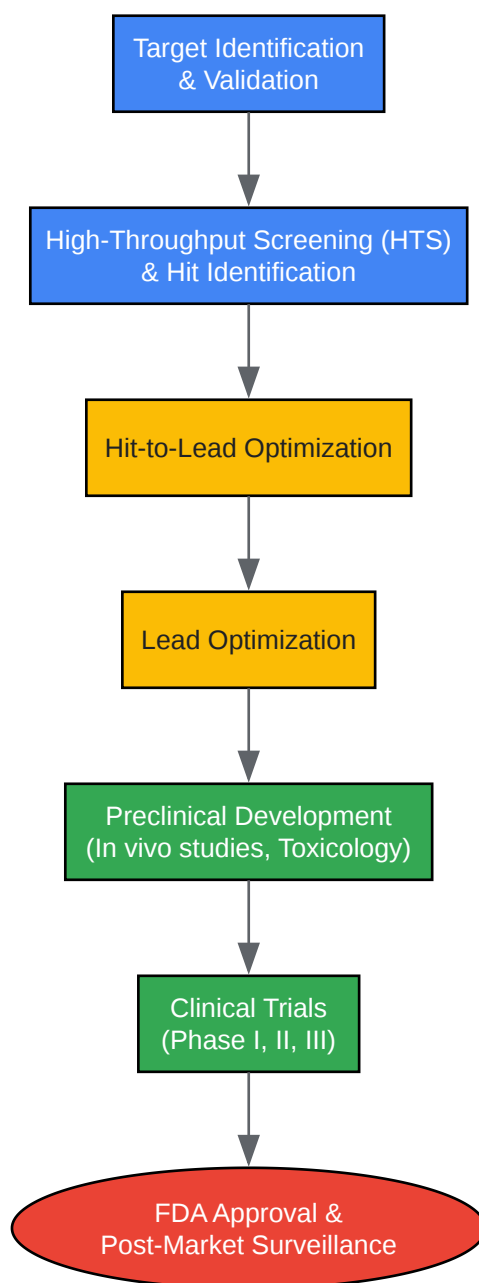 Target Identification
& Validation
High-Throughput Screening (HTS)
& Hit Identification
Hit-to-Lead Optimization
Lead Optimization
Preclinical Development
(In vivo studies, Toxicology)
Clinical Trials
(Phase I, II, III)
FDA Approval &
Post-Market Surveillance